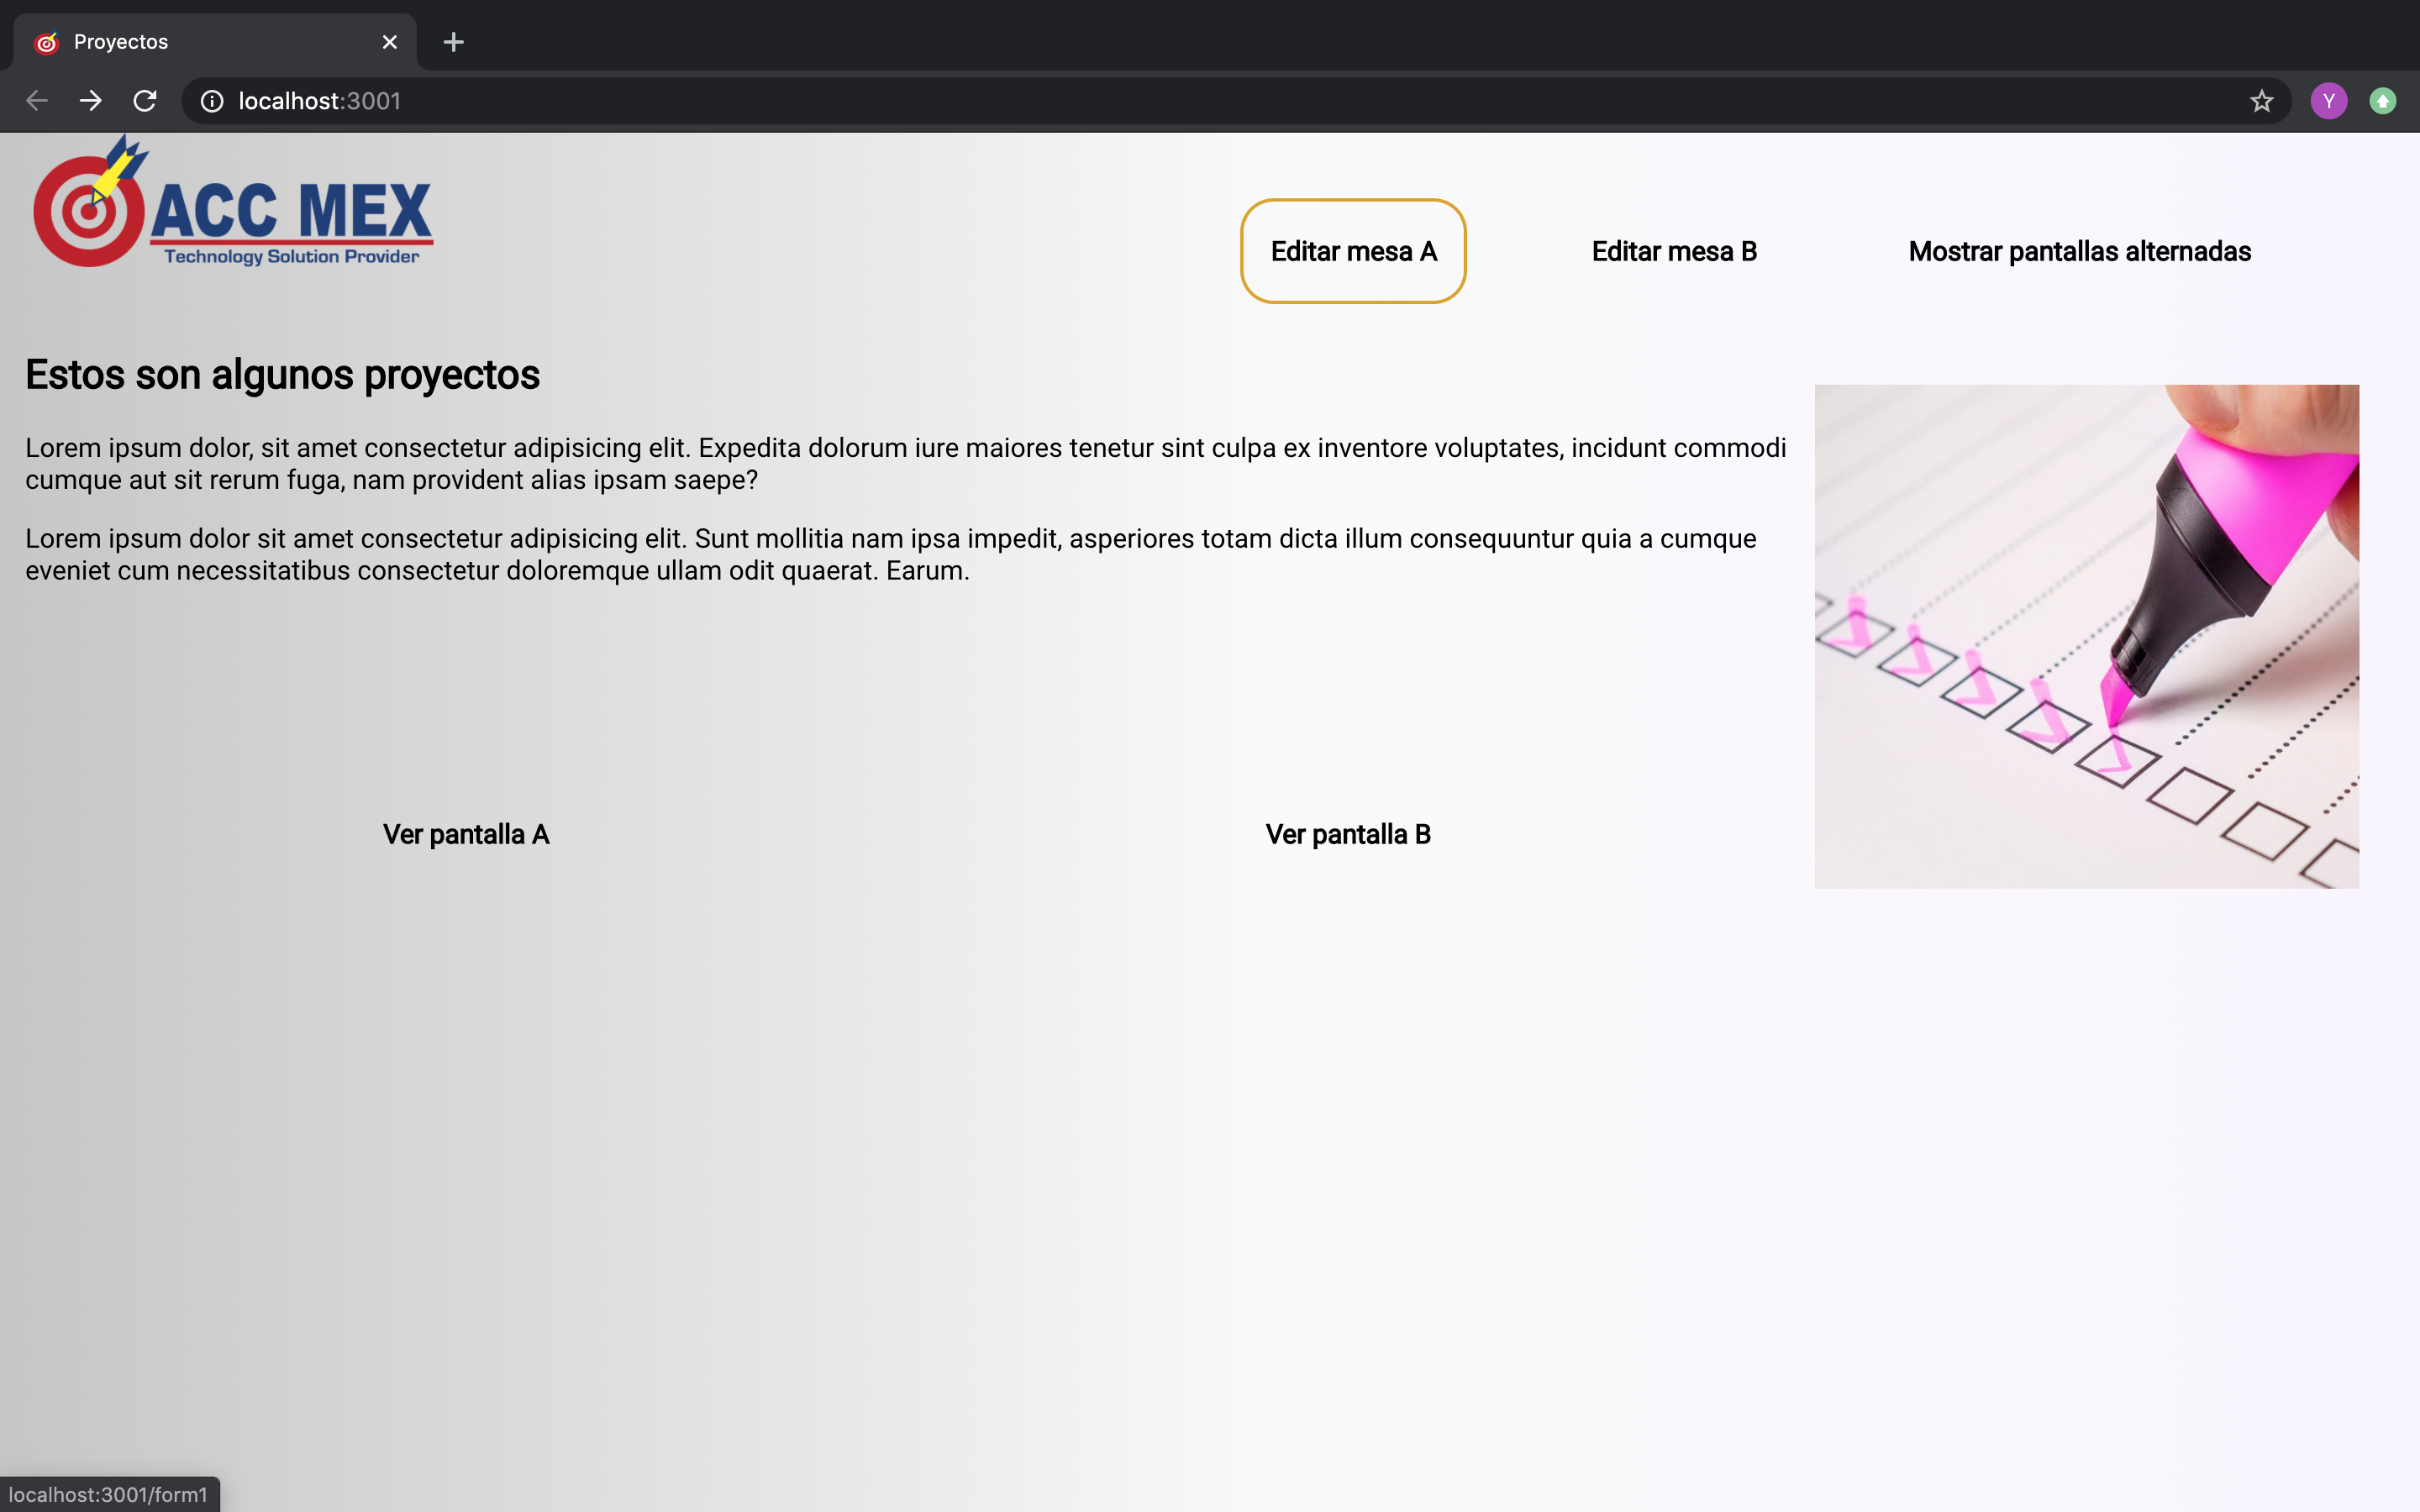 Proyectos
localhost:3001
Y
ACC MEX
Technology Solution Provider
Editar mesa A
Editar mesa B
Mostrar pantallas alternadas
Estos son algunos proyectos
Lorem ipsum dolor, sit amet consectetur adipisicing elit. Expedita dolorum iure maiores tenetur sint culpa ex inventore voluptates, incidunt commodi
cumque aut sit rerum fuga, nam provident alias ipsam saepe?
Lorem ipsum dolor sit amet consectetur adipisicing elit. Sunt mollitia nam ipsa impedit, asperiores totam dicta illum consequuntur quia a cumque
eveniet cum necessitatibus consectetur doloremque ullam odit quaerat. Earum.
Ver pantalla A
Ver pantalla B
localhost:3001/form1